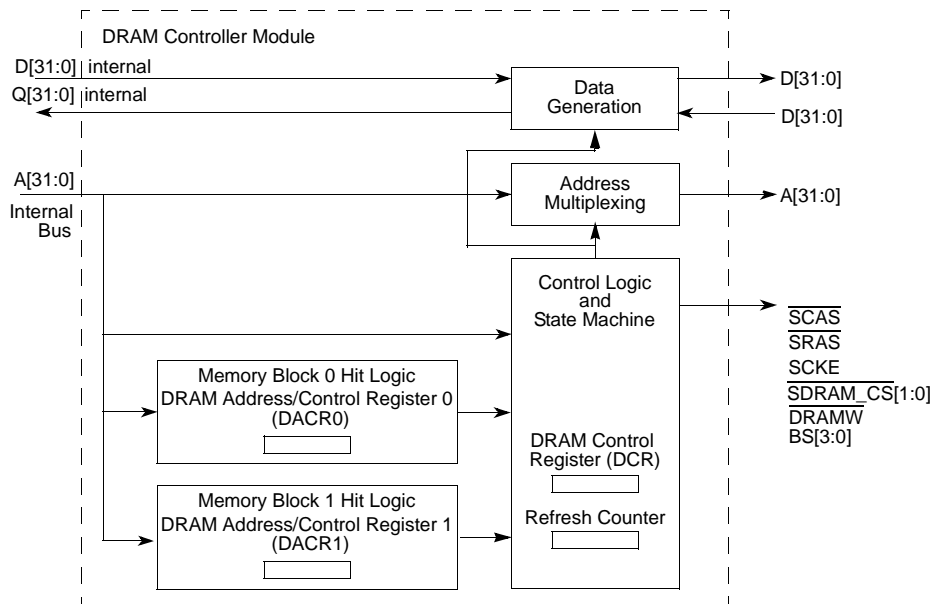 DRAM Controller Module
D[31:0] internal
Q[31:0] internal
Data
Generation
D[31:0]
D[31:0]
A[31:0]
Internal
Bus
Address
Multiplexing
A[31:0]
Control Logic
and
State Machine
SCAS
SRAS
SCKE
SDRAM_CS[1:0]
DRAMW
BS[3:0]
Memory Block 0 Hit Logic
DRAM Address/Control Register 0
(DACR0)
DRAM Control
Register (DCR)
Memory Block 1 Hit Logic
DRAM Address/Control Register 1
(DACR1)
Refresh Counter